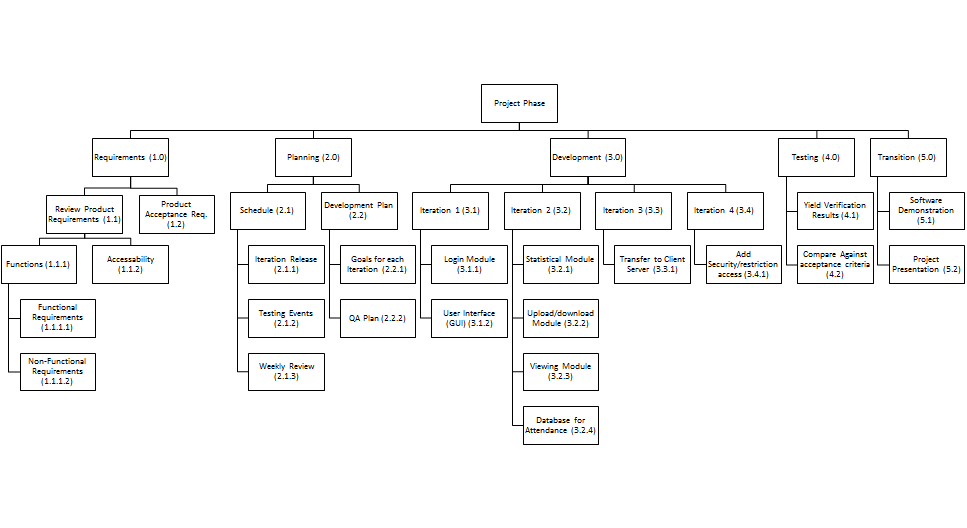 Project Phase
Requirements (1.0)
Planning (2.0)
Development (3.0)
Testing (4.0)
Transition (5.0)
Review Product
Requirements (1.1)
Product
Acceptance Req.
(1.2)
Schedule (2.1)
Development Plan
(2.2)
Iteration 1 (3.1)
Iteration 2 (3.2)
Iteration 3 (3.3)
Iteration 4 (3.4)
Yield Verification
Results (4.1)
Software
Demonstration
(5.1)
Functions (1.1.1)
Accessability
(1.1.2)
Iteration Release
(2.1.1)
Goals for each
Iteration (2.2.1)
Login Module
(3.1.1)
Statistical Module
(3.2.1)
Transfer to Client
Server (3.3.1)
Add
Security/restriction
access (3.4.1)
Compare Against
acceptance criteria
(4.2)
Project
Presentation (5.2)
Functional
Requirements
(1.1.1.1)
Testing Events
(2.1.2)
QA Plan (2.2.2)
User Interface
(GUI) (3.1.2)
Upload/download
Module (3.2.2)
Non-Functional
Requirements
(1.1.1.2)
Weekly Review
(2.1.3)
Viewing Module
(3.2.3)
Database for
Attendance (3.2.4)